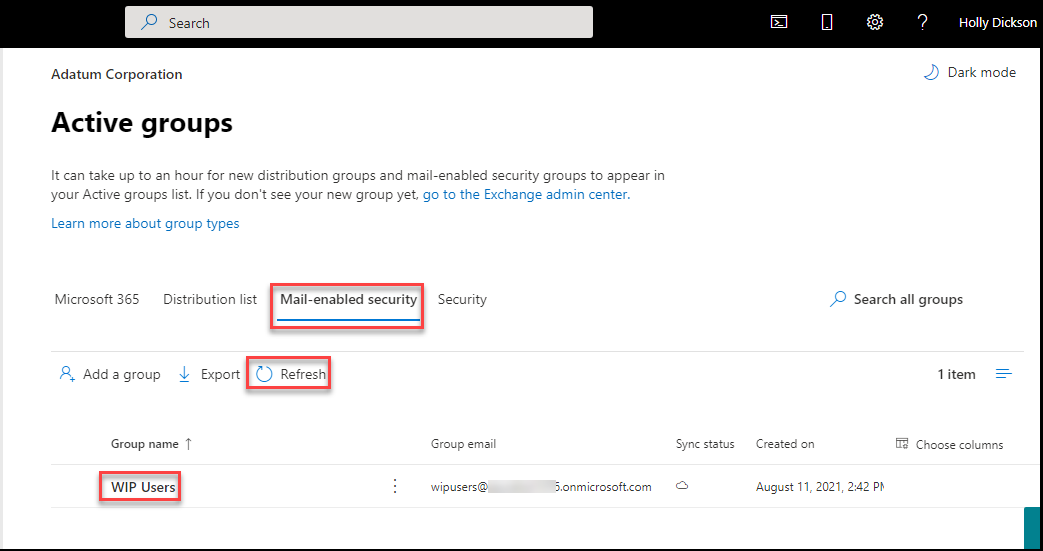 Search
Holly Dickson
Adatum Corporation
Dark mode
Active groups
It can take up to an hour for new distribution groups and mail-enabled security groups to appear in
your Active groups list. If you don't see your new group yet, go to the Exchange admin center.
Learn more about group types
Microsoft 365 Distribution list Mail-enabled security Security Search all groups
Add a group Export Refresh 1 item
Group name ↑ Group email Sync status Created on Choose columns
WIP Users wipusers@ .onmicrosoft.com August 11, 2021, 2:42 PM